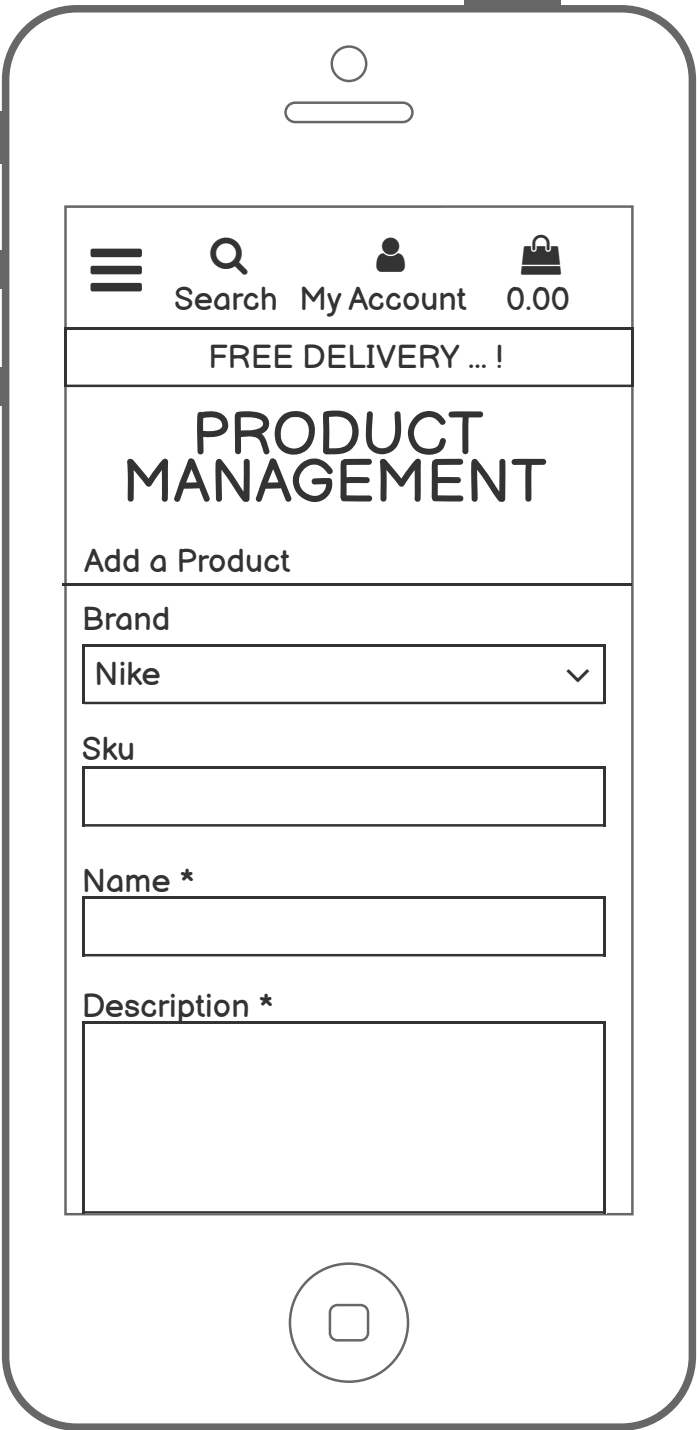 Search My Account 0.00
FREE DELIVERY ... !
PRODUCT
MANAGEMENT
Add a Product
Brand
Nike
Sku
Name *
Description *